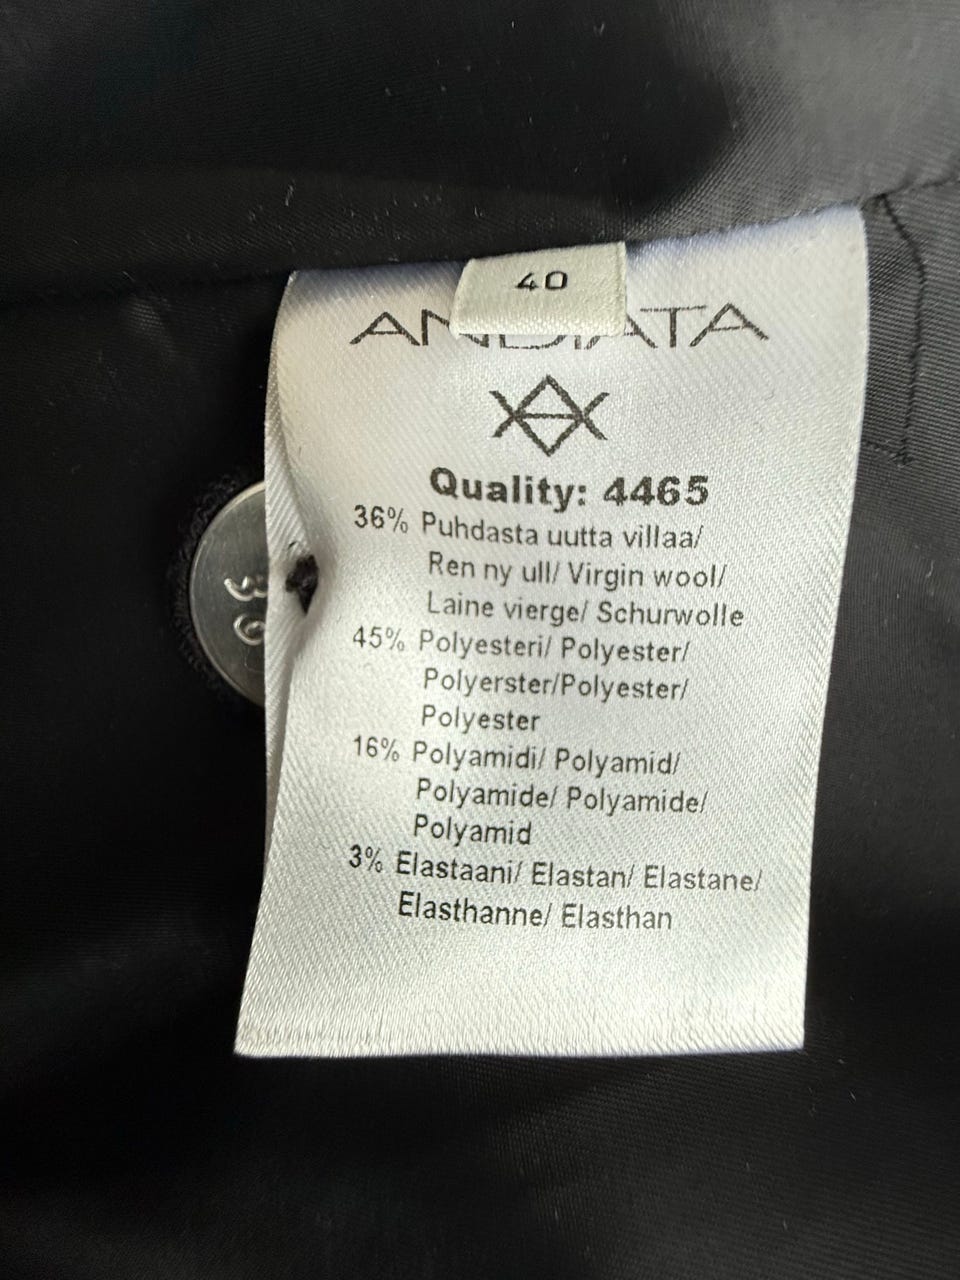 40
ANDIATA
Quality: 4465
36% Puhdasta uutta villaa/
Ren ny ull/ Virgin wool/
Laine vierge/ Schurwolle
45% Polyesteri/ Polyester/
Polyerster/Polyester/
Polyester
16% Polyamidi/ Polyamid/
Polyamide/ Polyamide/
Polyamid
3% Elastaani/ Elastan/ Elastane/
Elasthanne/ Elasthan